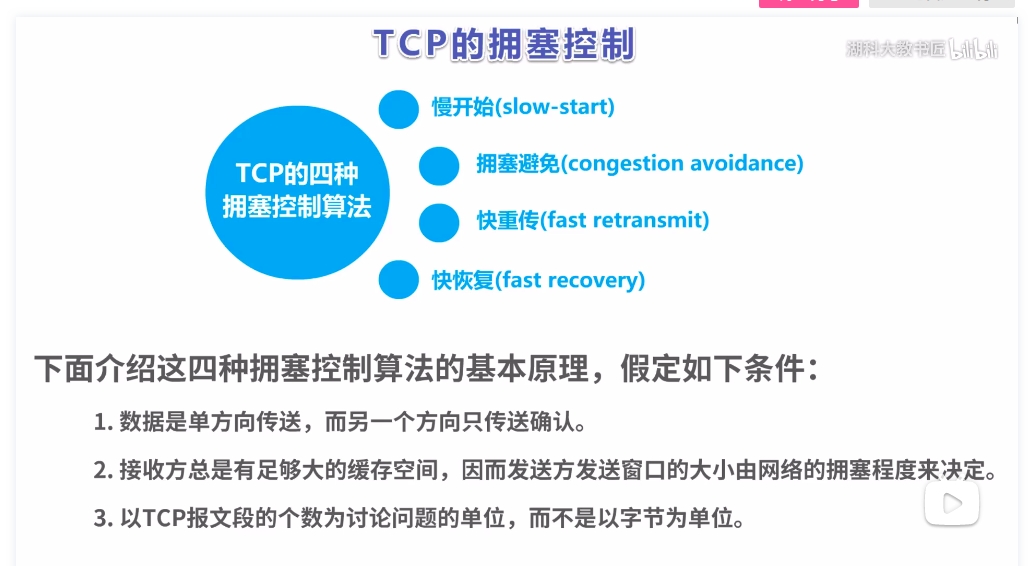 TCP的拥塞控制
湖科大教书匠 bilibili
慢开始(slow-start)
拥塞避免(congestion avoidance)
TCP的四种
拥塞控制算法
快重传(fast retransmit)
快恢复(fast recovery)
下面介绍这四种拥塞控制算法的基本原理，假定如下条件：
1. 数据是单方向传送，而另一个方向只传送确认。
2. 接收方总是有足够大的缓存空间，因而发送方发送窗口的大小由网络的拥塞程度来决定。
3. 以TCP报文段的个数为讨论问题的单位，而不是以字节为单位。